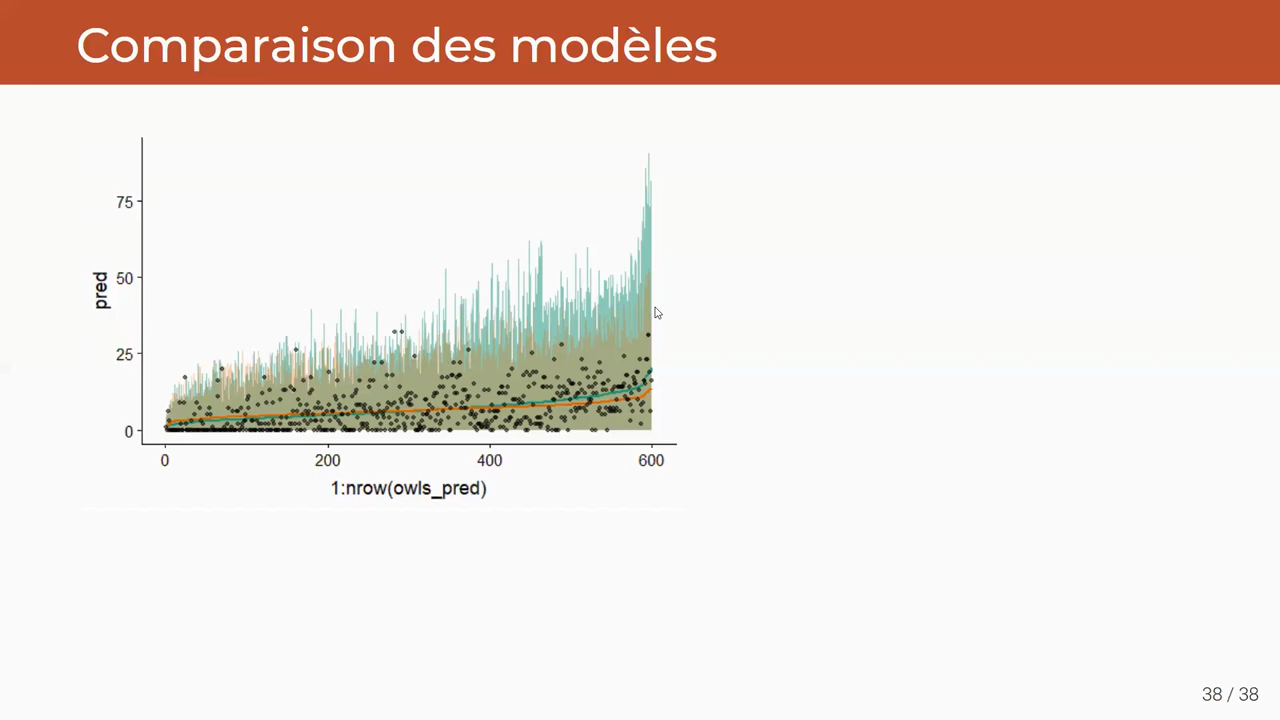 Comparaison des modèles
75
50
25
0
pred
0 200 400 600
1:nrow(owls_pred)
38 / 38